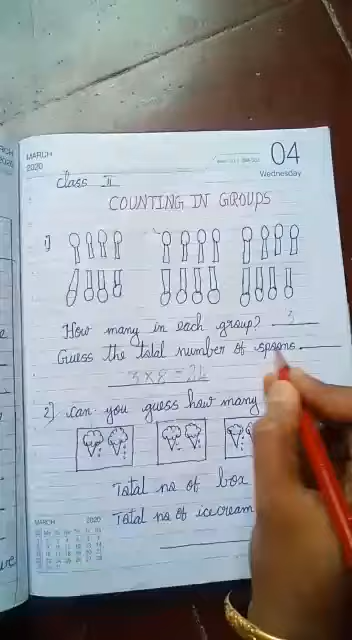 MARCH
2020
04
Wednesday
Class II
COUNTING IN GROUPS
1)
How many in each group?
Guess the total number of spoons.
3 x 8 = 24
2) Can you guess how many
Total no of box
Total no of icecream
MARCH 2020